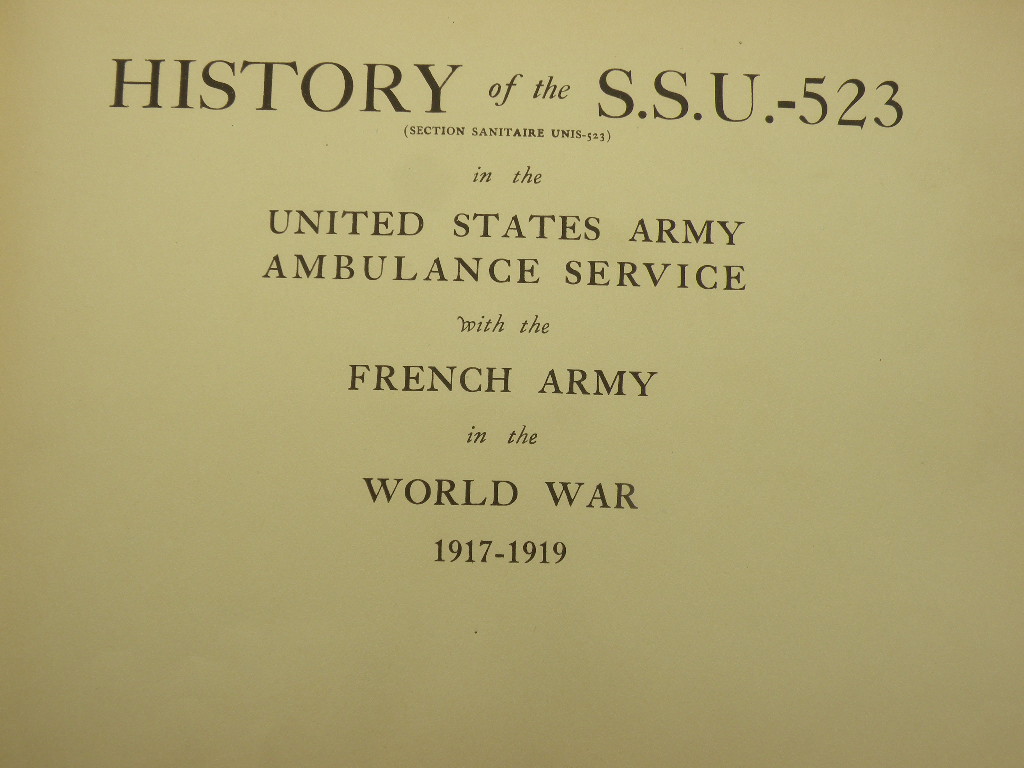 HISTORY of the S.S.U.-523
(SECTION SANITAIRE UNIS-523)
in the
UNITED STATES ARMY
AMBULANCE SERVICE
with the
FRENCH ARMY
in the
WORLD WAR
1917-1919